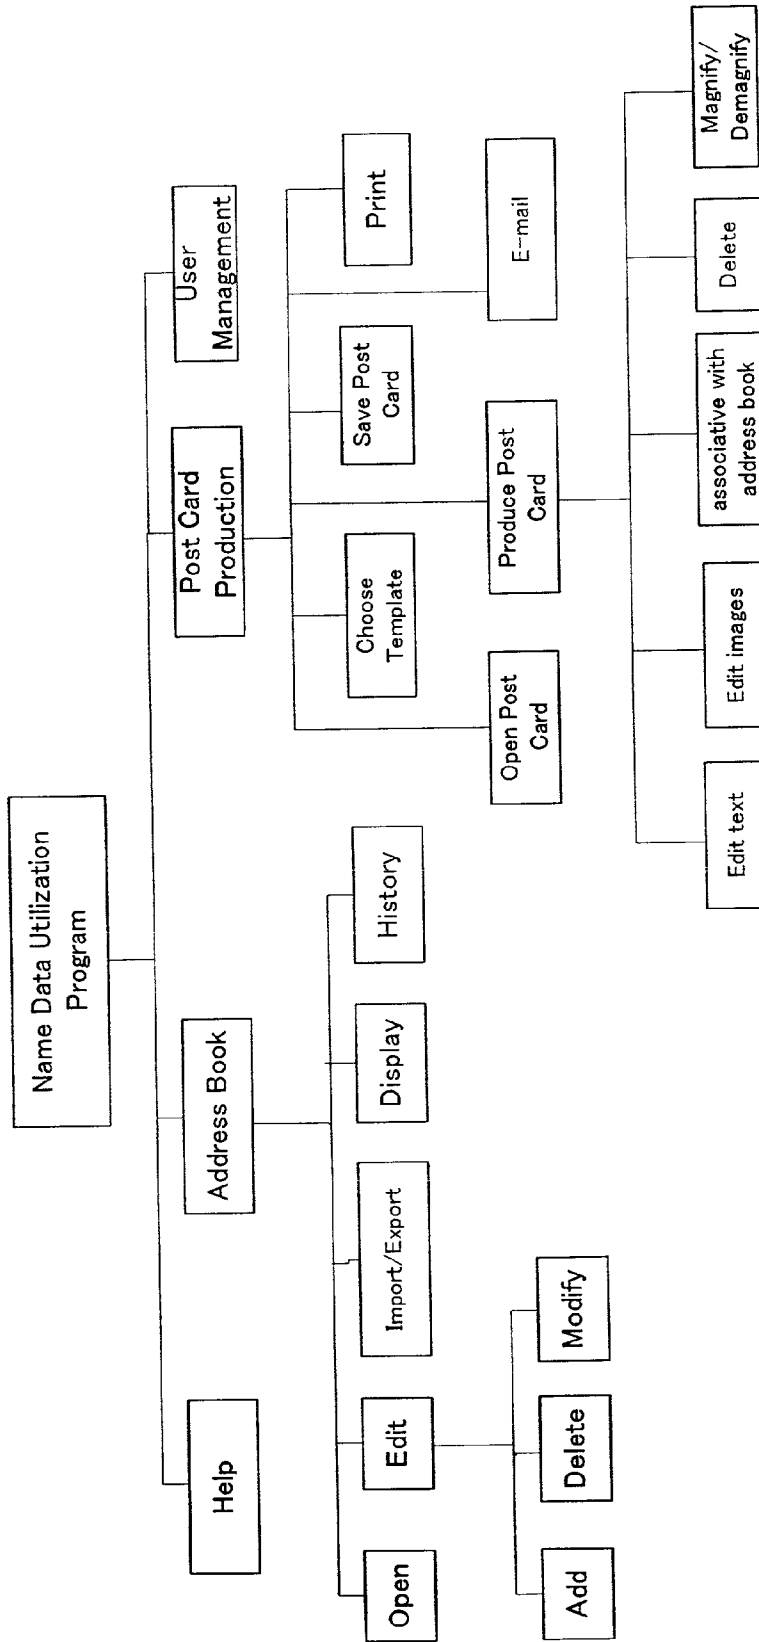 Name Data Utilization
Program
Help
Address Book
Post Card
Production
User
Management
Open
Edit
Import/Export
Display
History
Choose
Template
Save Post
Card
Print
Open Post
Card
Produce Post
Card
E-mail
Add
Delete
Modify
Edit text
Edit images
associative with
address book
Delete
Magnify/
Demagnify